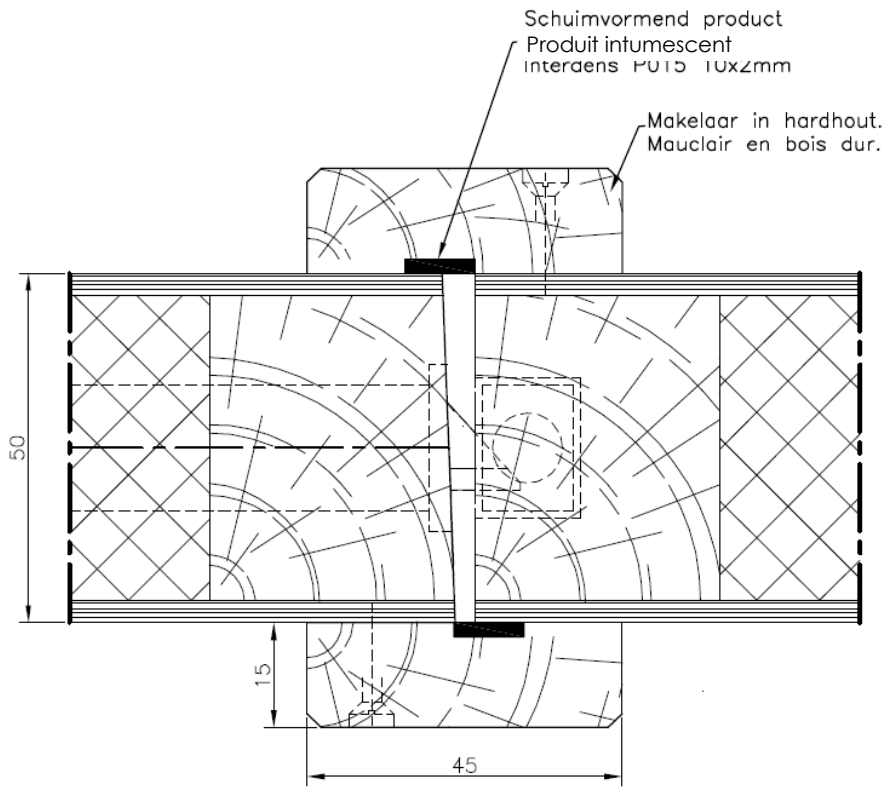 Schuimvormend product
Produit intumescent
Interdens P015 10x2mm
Makelaar in hardhout.
Mauclair en bois dur.
50
15
45